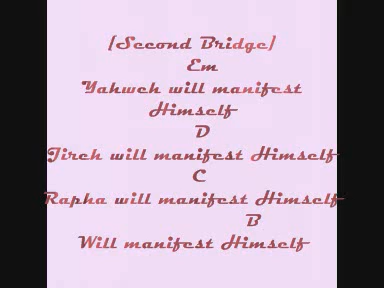 [Second Bridge]
Em
Yahweh will manifest
Himself
D
Jireh will manifest Himself
C
Rapha will manifest Himself
B
Will manifest Himself